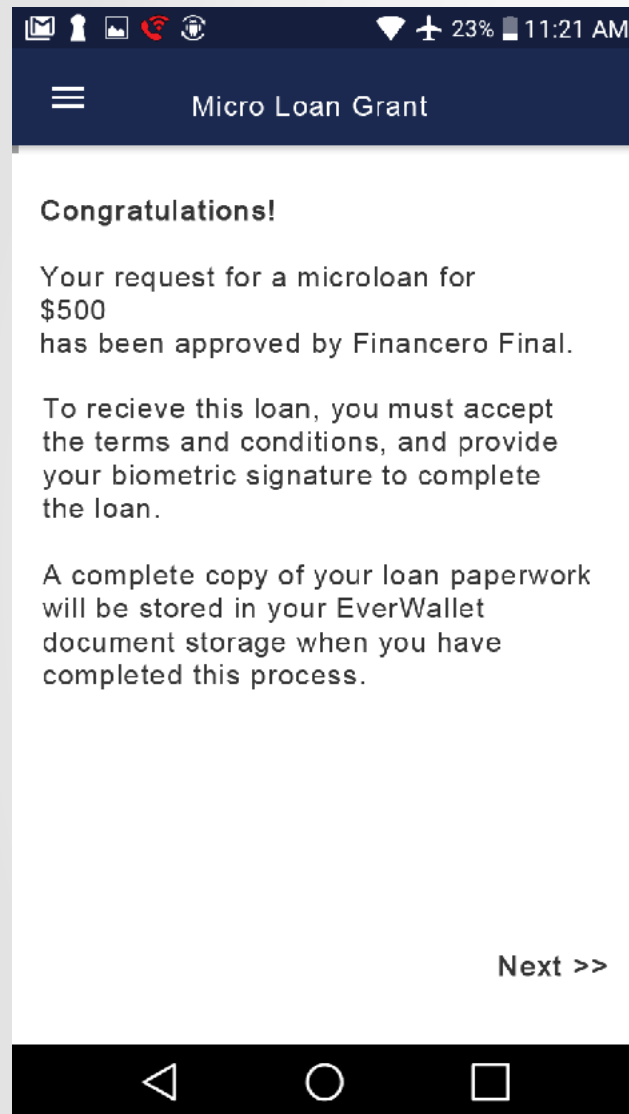 23% 11:21 AM
Micro Loan Grant
Congratulations!
Your request for a microloan for
$500
has been approved by Financero Final.
To recieve this loan, you must accept
the terms and conditions, and provide
your biometric signature to complete
the loan.
A complete copy of your loan paperwork
will be stored in your EverWallet
document storage when you have
completed this process.
Next >>